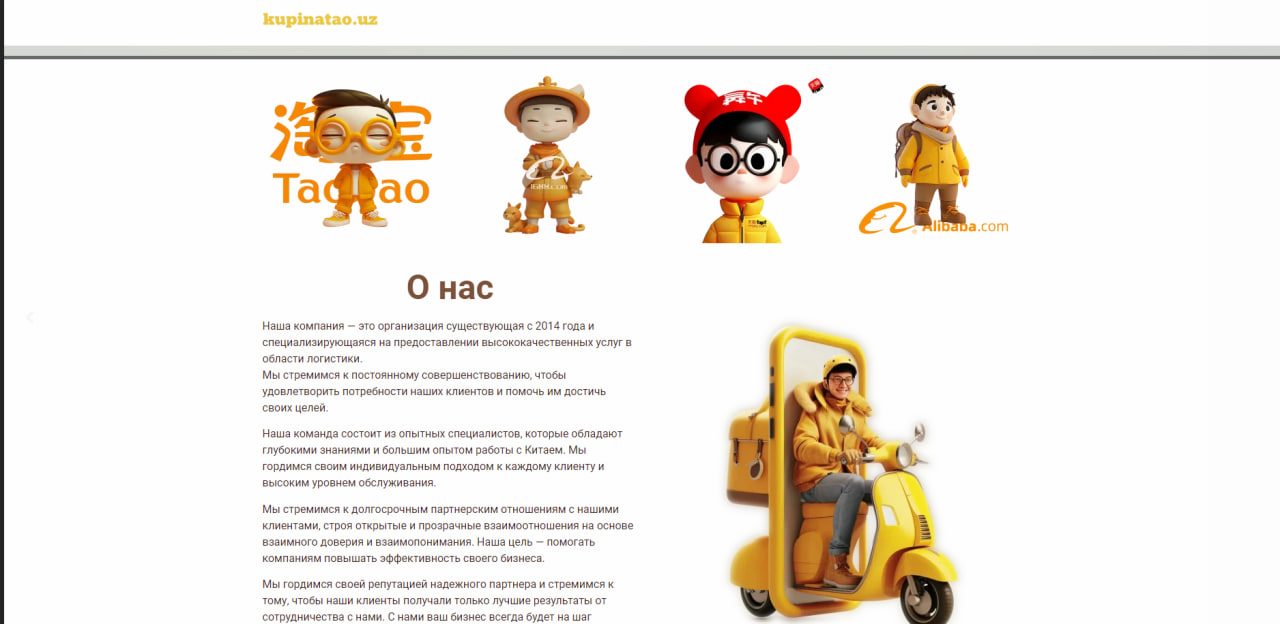 kupinatao.uz
淘宝
Taobao
1688.com
Alibaba.com
О нас
Наша компания — это организация существующая с 2014 года и
специализирующаяся на предоставлении высококачественных услуг в
области логистики.
Мы стремимся к постоянному совершенствованию, чтобы
удовлетворить потребности наших клиентов и помочь им достичь
своих целей.
Наша команда состоит из опытных специалистов, которые обладают
глубокими знаниями и большим опытом работы с Китаем. Мы
гордимся своим индивидуальным подходом к каждому клиенту и
высоким уровнем обслуживания.
Мы стремимся к долгосрочным партнерским отношениям с нашими
клиентами, строя открытые и прозрачные взаимоотношения на основе
взаимного доверия и взаимопонимания. Наша цель — помогать
компаниям повышать эффективность своего бизнеса.
Мы гордимся своей репутацией надежного партнера и стремимся к
тому, чтобы наши клиенты получали только лучшие результаты от
сотрудничества с нами. С нами ваш бизнес всегда будет на шаг